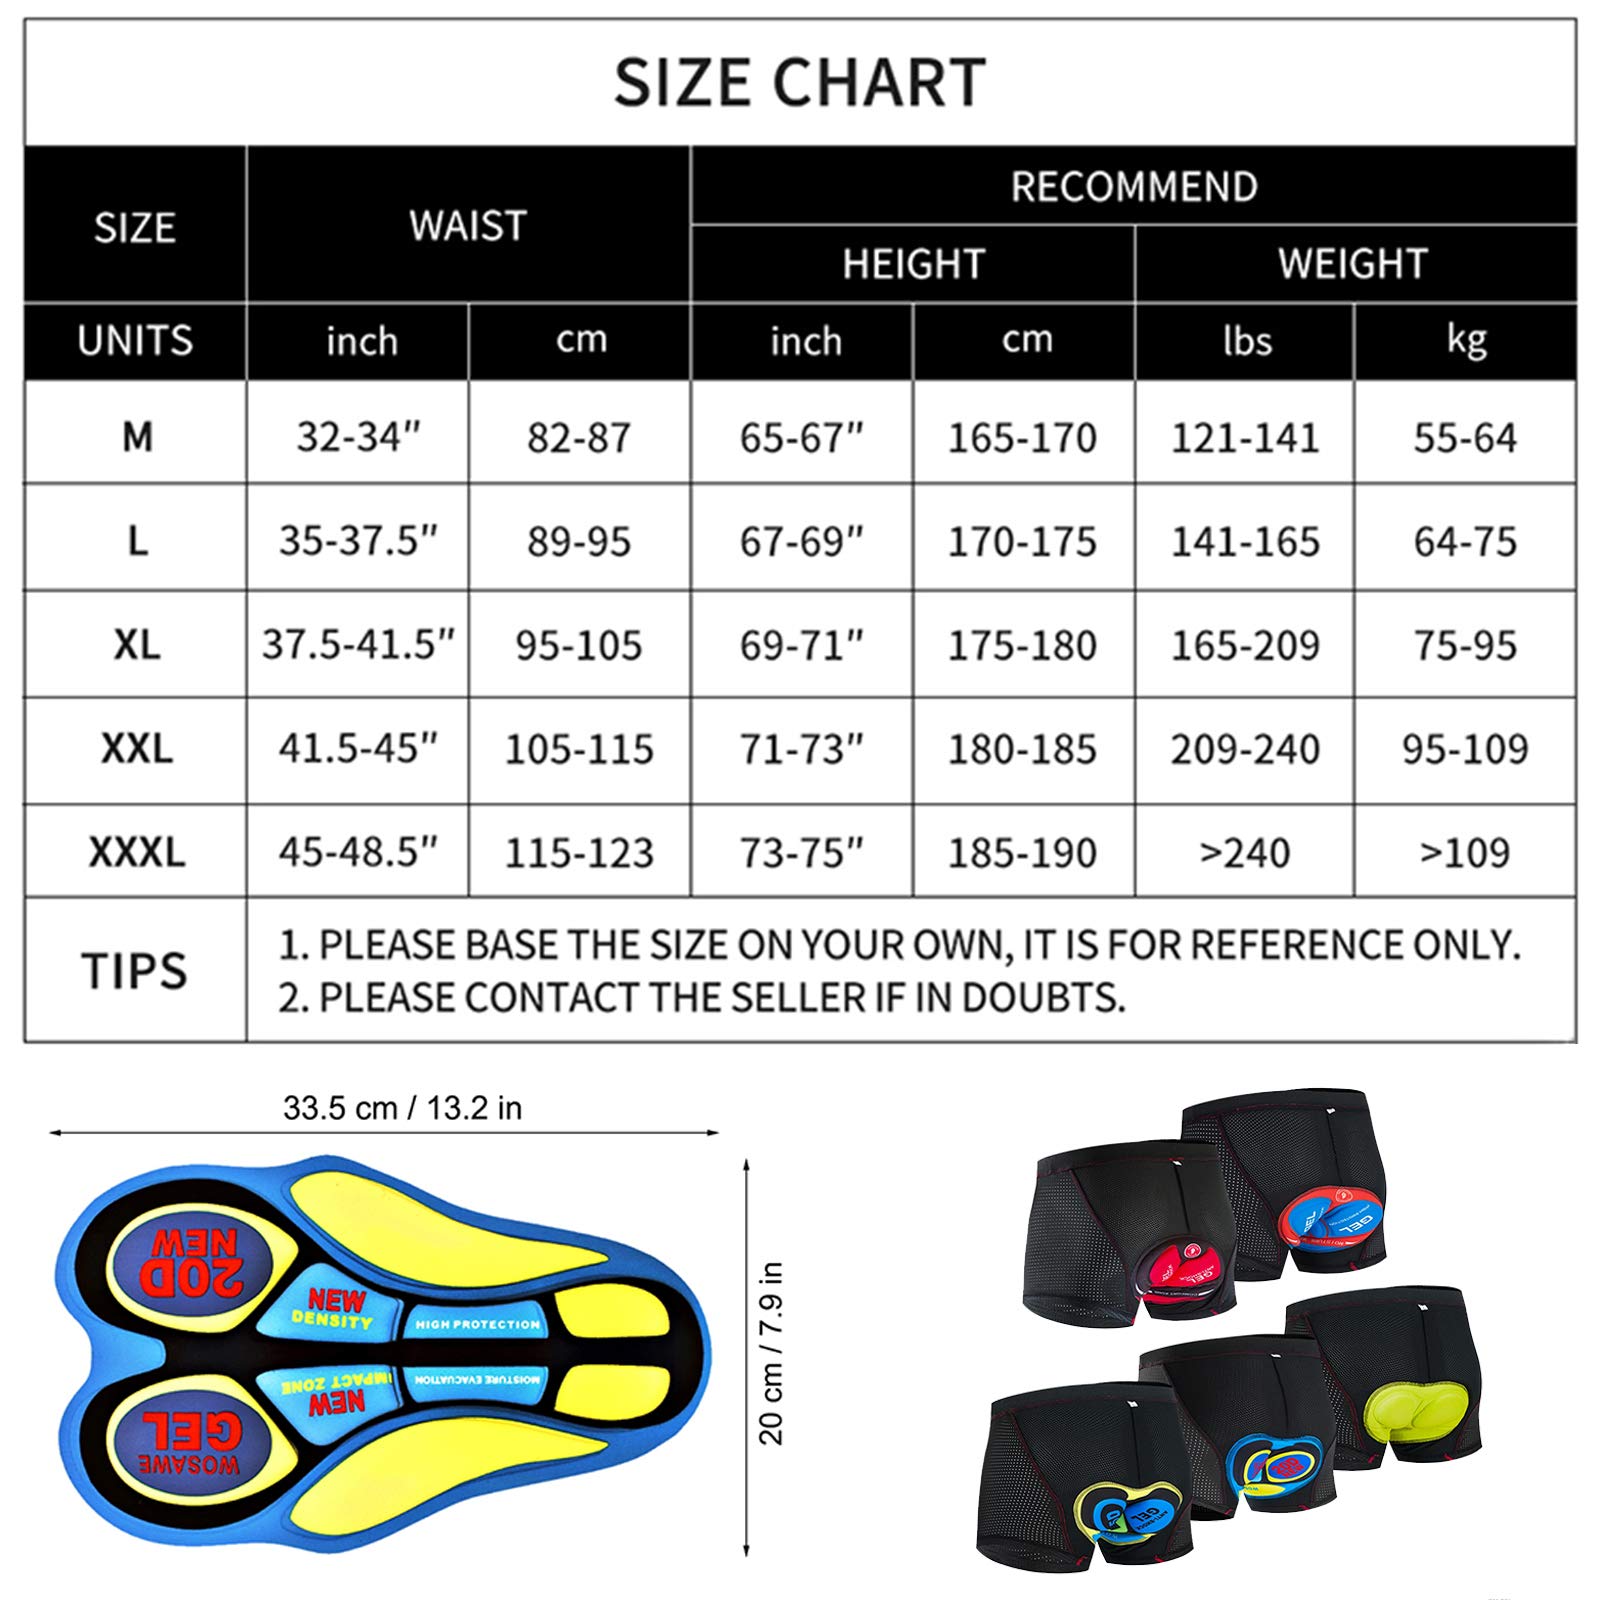 SIZE CHART
SIZE WAIST RECOMMEND
HEIGHT WEIGHT
UNITS inch cm inch cm lbs kg
M 32-34" 82-87 65-67" 165-170 121-141 55-64
L 35-37.5" 89-95 67-69" 170-175 141-165 64-75
XL 37.5-41.5" 95-105 69-71" 175-180 165-209 75-95
XXL 41.5-45" 105-115 71-73" 180-185 209-240 95-109
XXXL 45-48.5" 115-123 73-75" 185-190 >240 >109
TIPS
1. PLEASE BASE THE SIZE ON YOUR OWN, IT IS FOR REFERENCE ONLY.
2. PLEASE CONTACT THE SELLER IF IN DOUBTS.
33.5 cm / 13.2 in
20 cm / 7.9 in
20D
NEW
NEW
DENSITY
HIGH PROTECTION
MOISTURE EVACUATION
NEW
IMPACT ZONE
WOSAWE
GEL
GEL
GEL
GEL